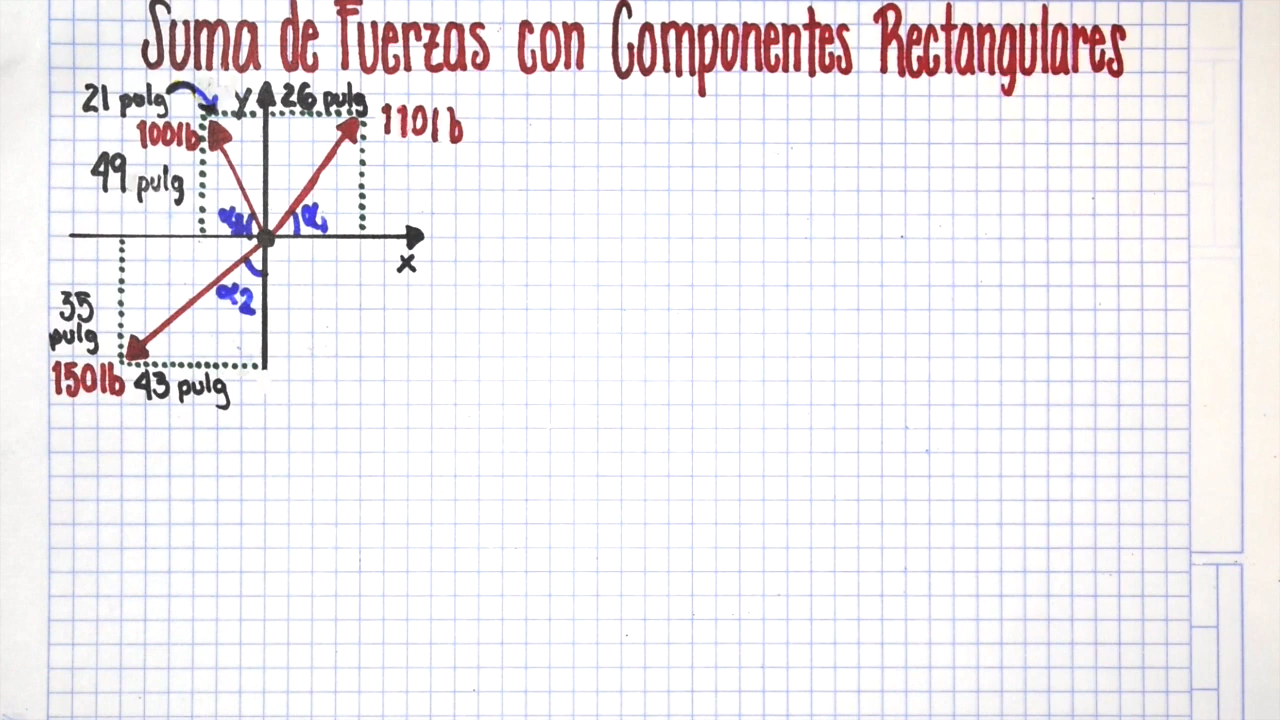 Suma de Fuerzas con Componentes Rectangulares
21 pulg
y
26 pulg
100lb
110lb
49 pulg
α3
α1
x
α2
35
pulg
150lb
43 pulg